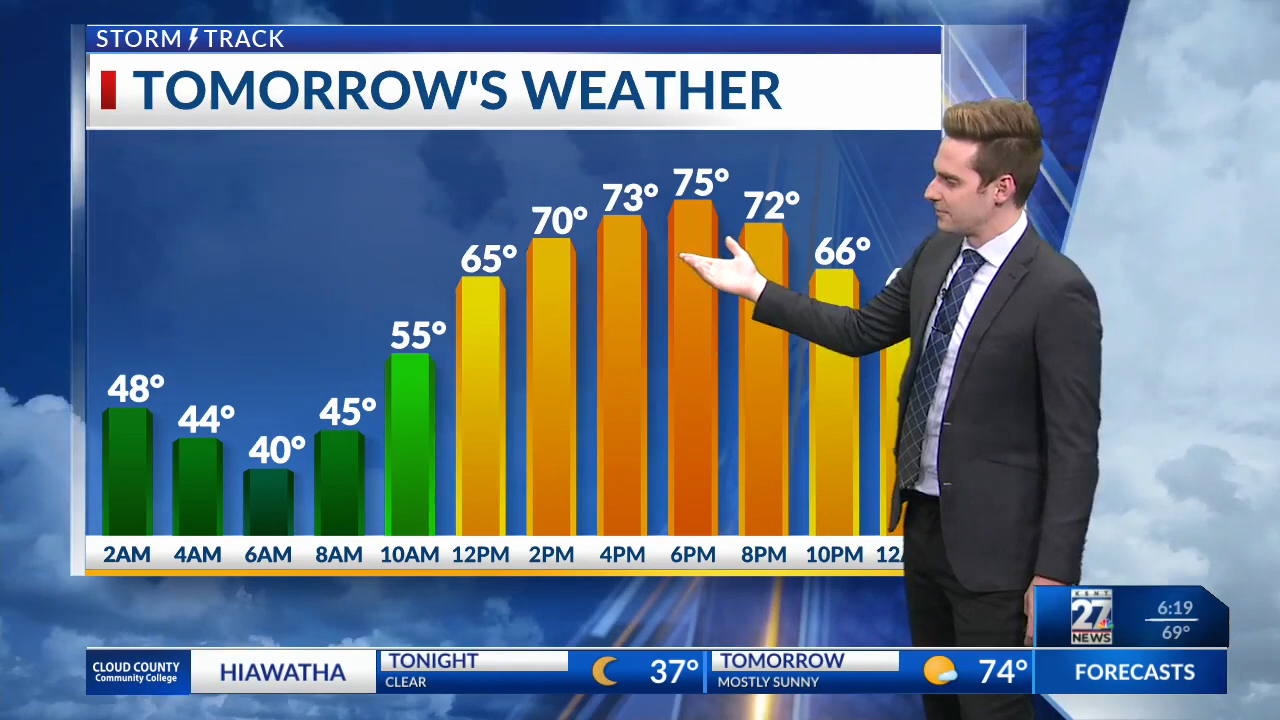 STORM TRACK
TOMORROW'S WEATHER
48° 44° 40° 45° 55° 65° 70° 73° 75° 72° 66°
2AM 4AM 6AM 8AM 10AM 12PM 2PM 4PM 6PM 8PM 10PM
KSNT
27
NEWS
6:19
69°
CLOUD COUNTY
Community College
HIAWATHA
TONIGHT
CLEAR
37°
TOMORROW
MOSTLY SUNNY
74°
FORECASTS